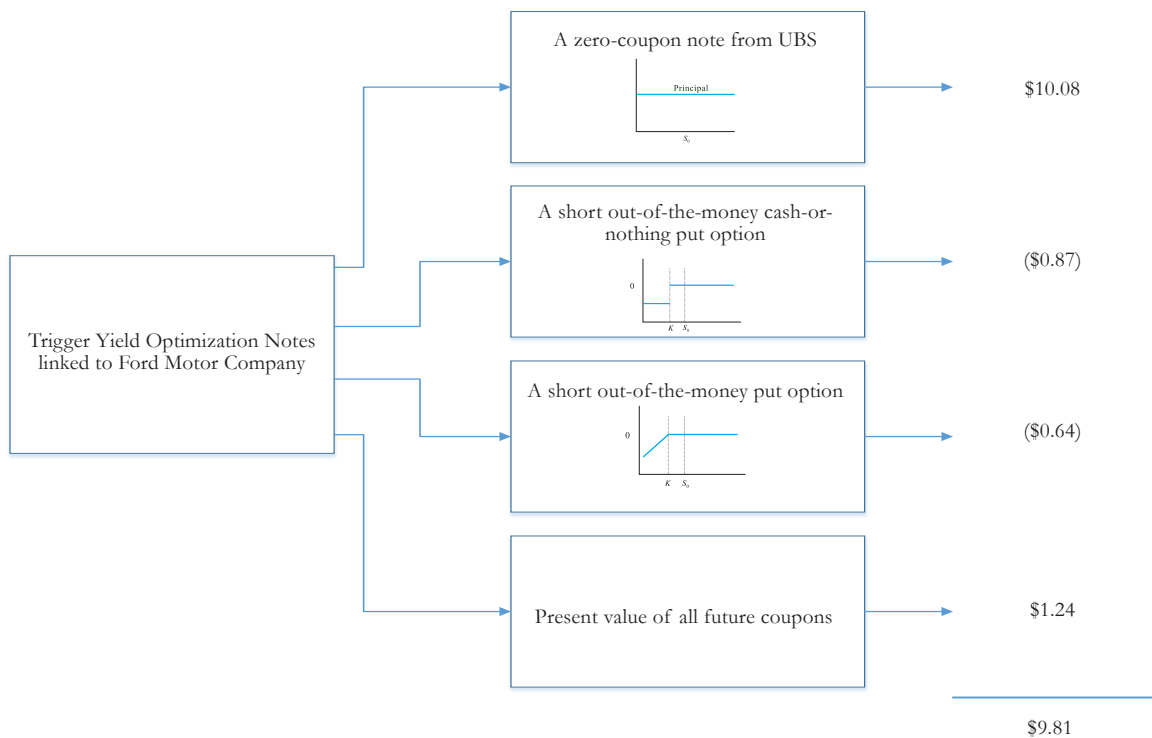 A zero-coupon note from UBS
Principal
S₀
$10.08
A short out-of-the-money cash-or-
nothing put option
0
K S₀
($0.87)
Trigger Yield Optimization Notes
linked to Ford Motor Company
A short out-of-the-money put option
0
K S₀
($0.64)
Present value of all future coupons
$1.24
$9.81